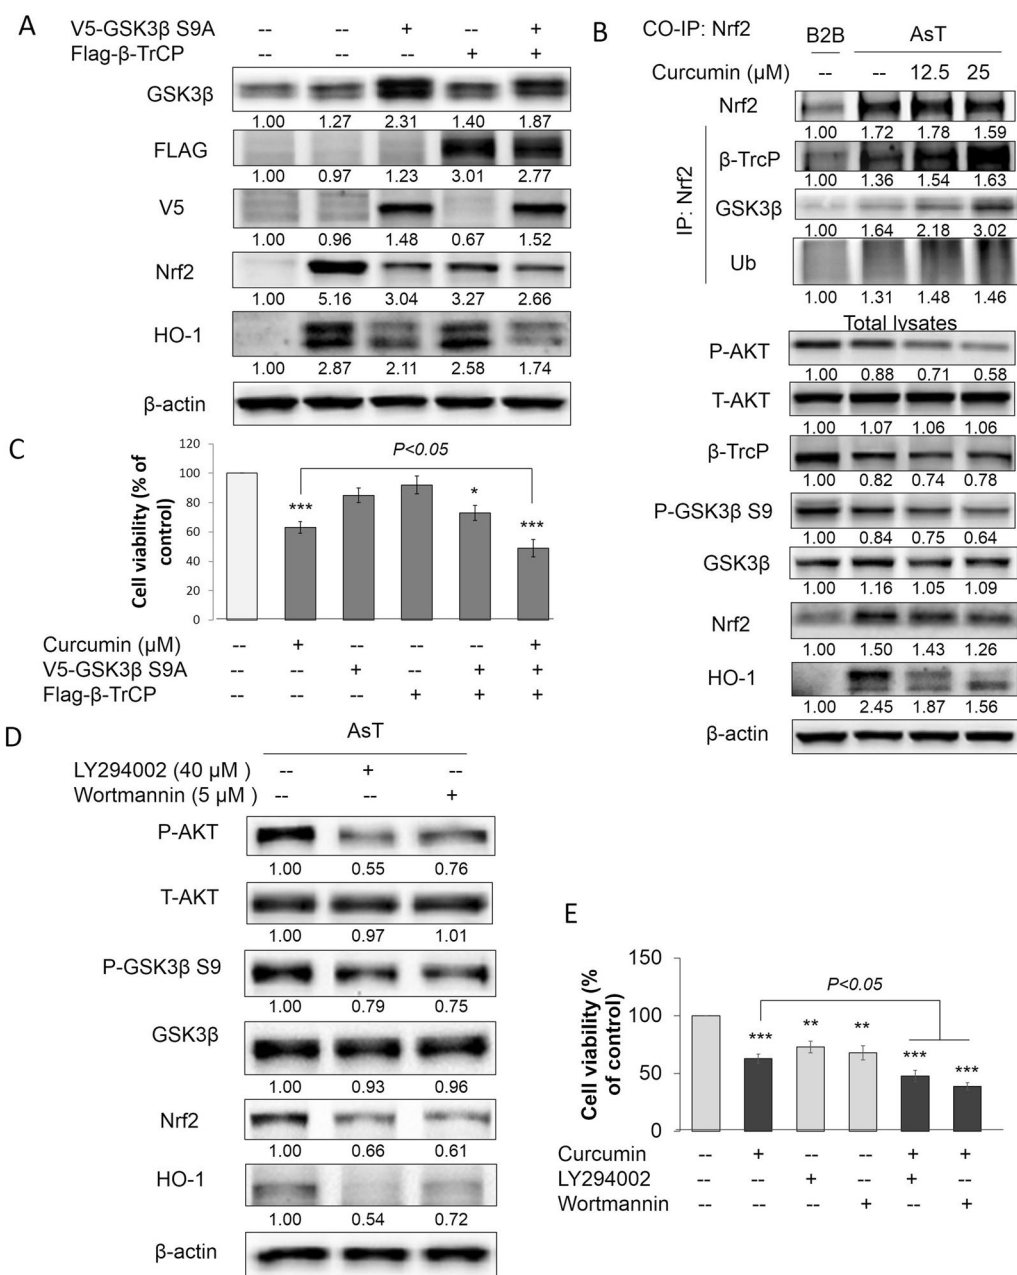 A
V5-GSK3β S9A -- -- + -- +
Flag-β-TrCP -- -- -- + +
GSK3β
1.00 1.27 2.31 1.40 1.87
FLAG
1.00 0.97 1.23 3.01 2.77
V5
1.00 0.96 1.48 0.67 1.52
Nrf2
1.00 5.16 3.04 3.27 2.66
HO-1
1.00 2.87 2.11 2.58 1.74
β-actin
B
CO-IP: Nrf2 B2B AsT
Curcumin (μM) -- -- 12.5 25
Nrf2
1.00 1.72 1.78 1.59
IP: Nrf2
β-TrcP
1.00 1.36 1.54 1.63
GSK3β
1.00 1.64 2.18 3.02
Ub
1.00 1.31 1.48 1.46
Total lysates
P-AKT
1.00 0.88 0.71 0.58
T-AKT
1.00 1.07 1.06 1.06
β-TrcP
1.00 0.82 0.74 0.78
P-GSK3β S9
1.00 0.84 0.75 0.64
GSK3β
1.00 1.16 1.05 1.09
Nrf2
1.00 1.50 1.43 1.26
HO-1
1.00 2.45 1.87 1.56
β-actin
C
Cell viability (% of
control)
120
100
80
60
40
20
0
P<0.05
*** * ***
Curcumin (μM) -- + -- -- -- +
V5-GSK3β S9A -- -- + -- + +
Flag-β-TrCP -- -- -- + + +
D
AsT
LY294002 (40 μM ) -- + --
Wortmannin (5 μM ) -- -- +
P-AKT
1.00 0.55 0.76
T-AKT
1.00 0.97 1.01
P-GSK3β S9
1.00 0.79 0.75
GSK3β
1.00 0.93 0.96
Nrf2
1.00 0.66 0.61
HO-1
1.00 0.54 0.72
β-actin
E
Cell viability (%
of control)
150
100
50
0
P<0.05
*** ** ** *** ***
Curcumin -- + -- -- + +
LY294002 -- -- + -- + --
Wortmannin -- -- -- + -- +